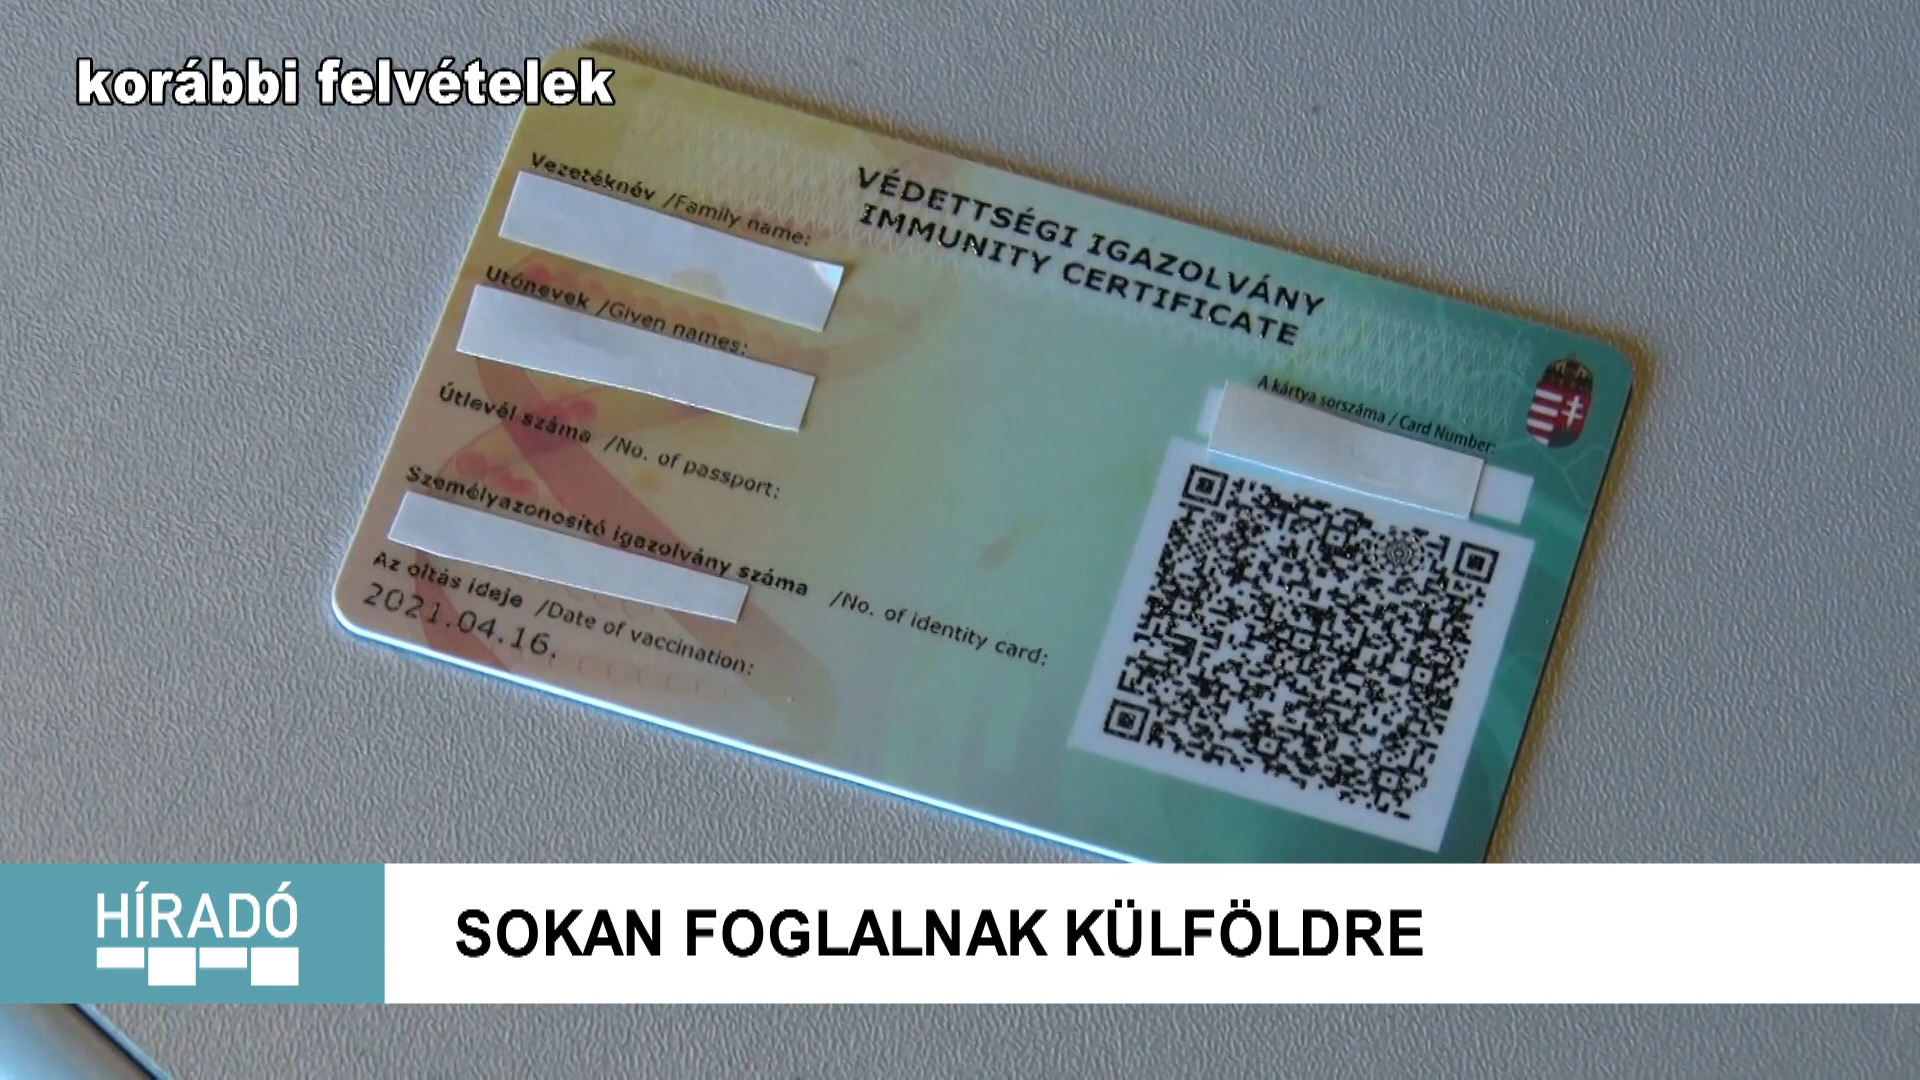 korábbi felvételek
VÉDETTSÉGI IGAZOLVÁNY
IMMUNITY CERTIFICATE
Vezetéknév /Family name:
Utónevek /Given names:
Útlevél száma /No. of passport:
Személyazonosító igazolvány száma /No. of identity card:
Az oltás ideje /Date of vaccination:
2021.04.16.
A kártya sorszáma / Card Number:
HÍRADÓ
SOKAN FOGLALNAK KÜLFÖLDRE